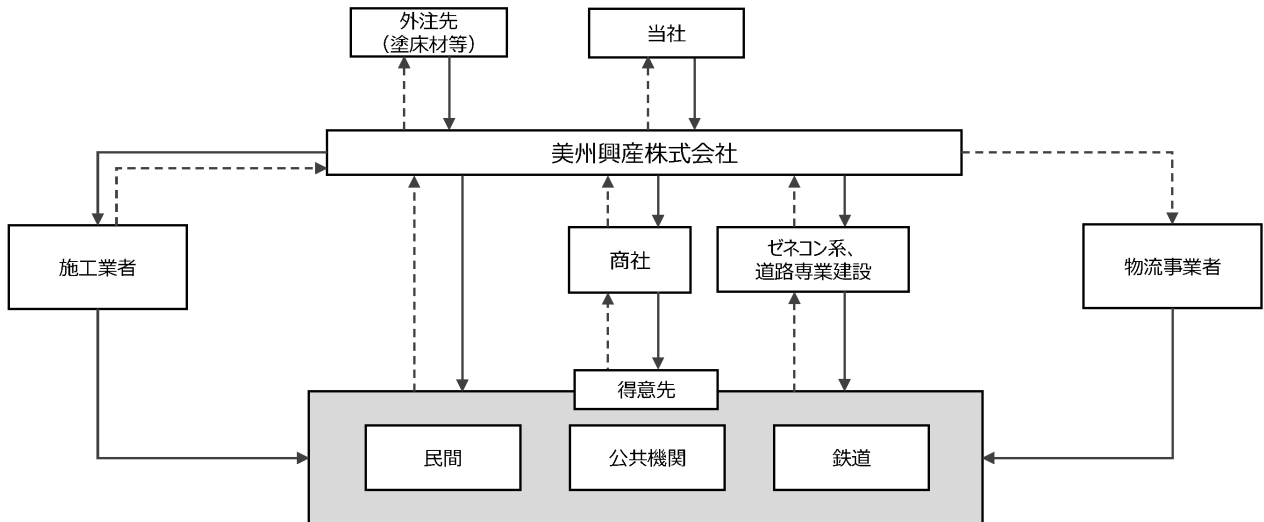 外注先
（塗床材等）
当社
美州興産株式会社
施工業者
商社
ゼネコン系、
道路専業建設
物流事業者
得意先
民間
公共機関
鉄道